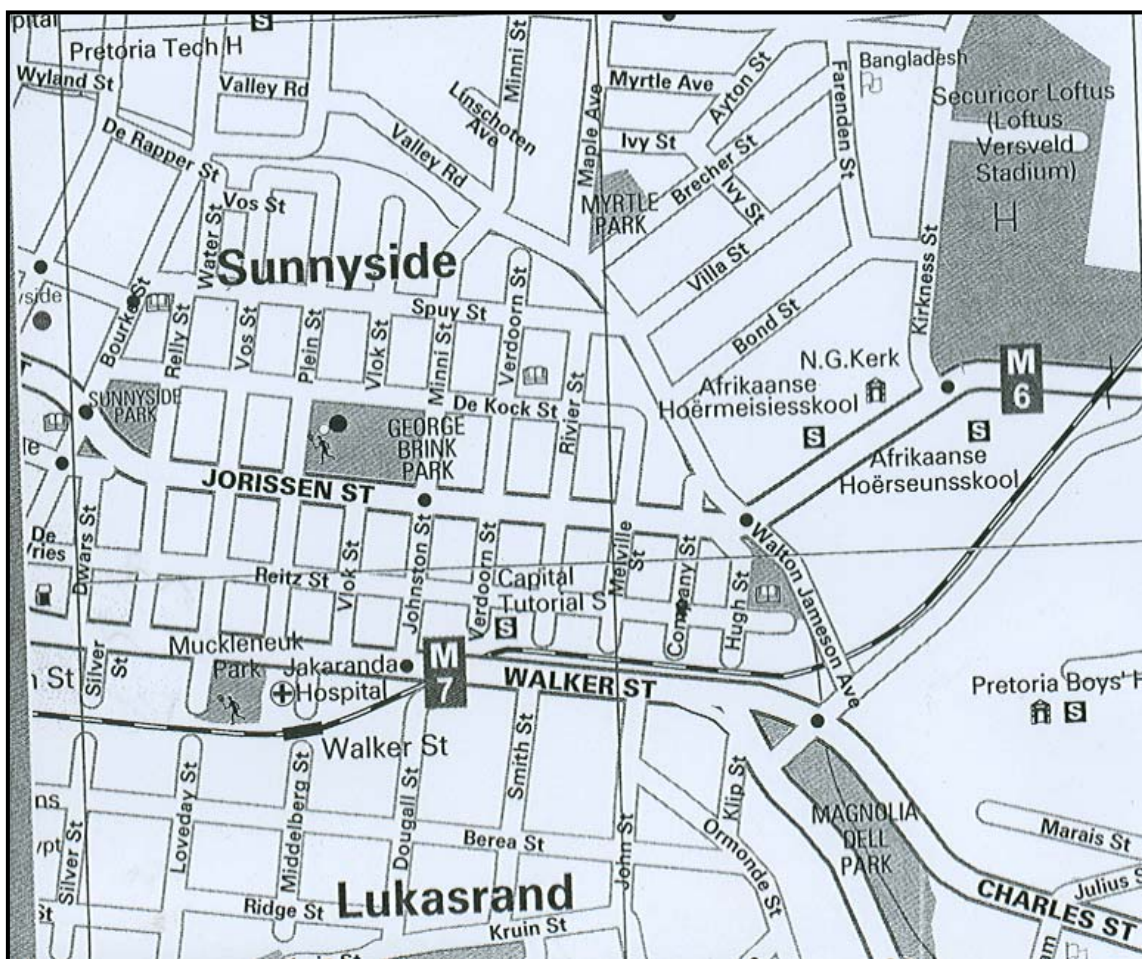 pital
S
Pretoria Tech H
Wyland St
Valley Rd
Linschoten
Ave
Minni St
Maple Ave
Myrtle Ave
Ayton St
Farenden St
Bangladesh
Securicor Loftus
(Loftus
Versveld
Stadium)
H
De Rapper St
Valley Rd
Ivy St
Brecher St
Ivy St
Vos St
Water St
MYRTLE
PARK
Sunnyside
Villa St
Kirkness St
yside
Bourke St
Relly St
Vos St
Plein St
Vlok St
Spuy St
Minni St
Verdoorn St
Bond St
N.G.Kerk
M
6
SUNNYSIDE
PARK
De Kock St
Rivier St
Afrikaanse
Hoërmeisiesskool
S
S
GEORGE
BRINK
PARK
Afrikaanse
Hoërseunsskool
JORISSEN ST
De
Vries
Dwars St
Reitz St
Vlok St
Johnston St
Verdoorn St
Capital
Tutorial S
S
Melville
St
Company St
Hugh St
Walton Jameson Ave
Muckleneuk
Park
Jakaranda
Hospital
M
7
WALKER ST
n St
Silver
St
Pretoria Boys' H
S
Walker St
Smith St
Klip St
Loveday St
Middelberg St
Dougall St
Berea St
John St
Ormonde St
MAGNOLIA
DELL
PARK
Marais St
ns
ypt
Silver St
St
Ridge St
Lukasrand
Kruin St
Julius S
CHARLES ST
am